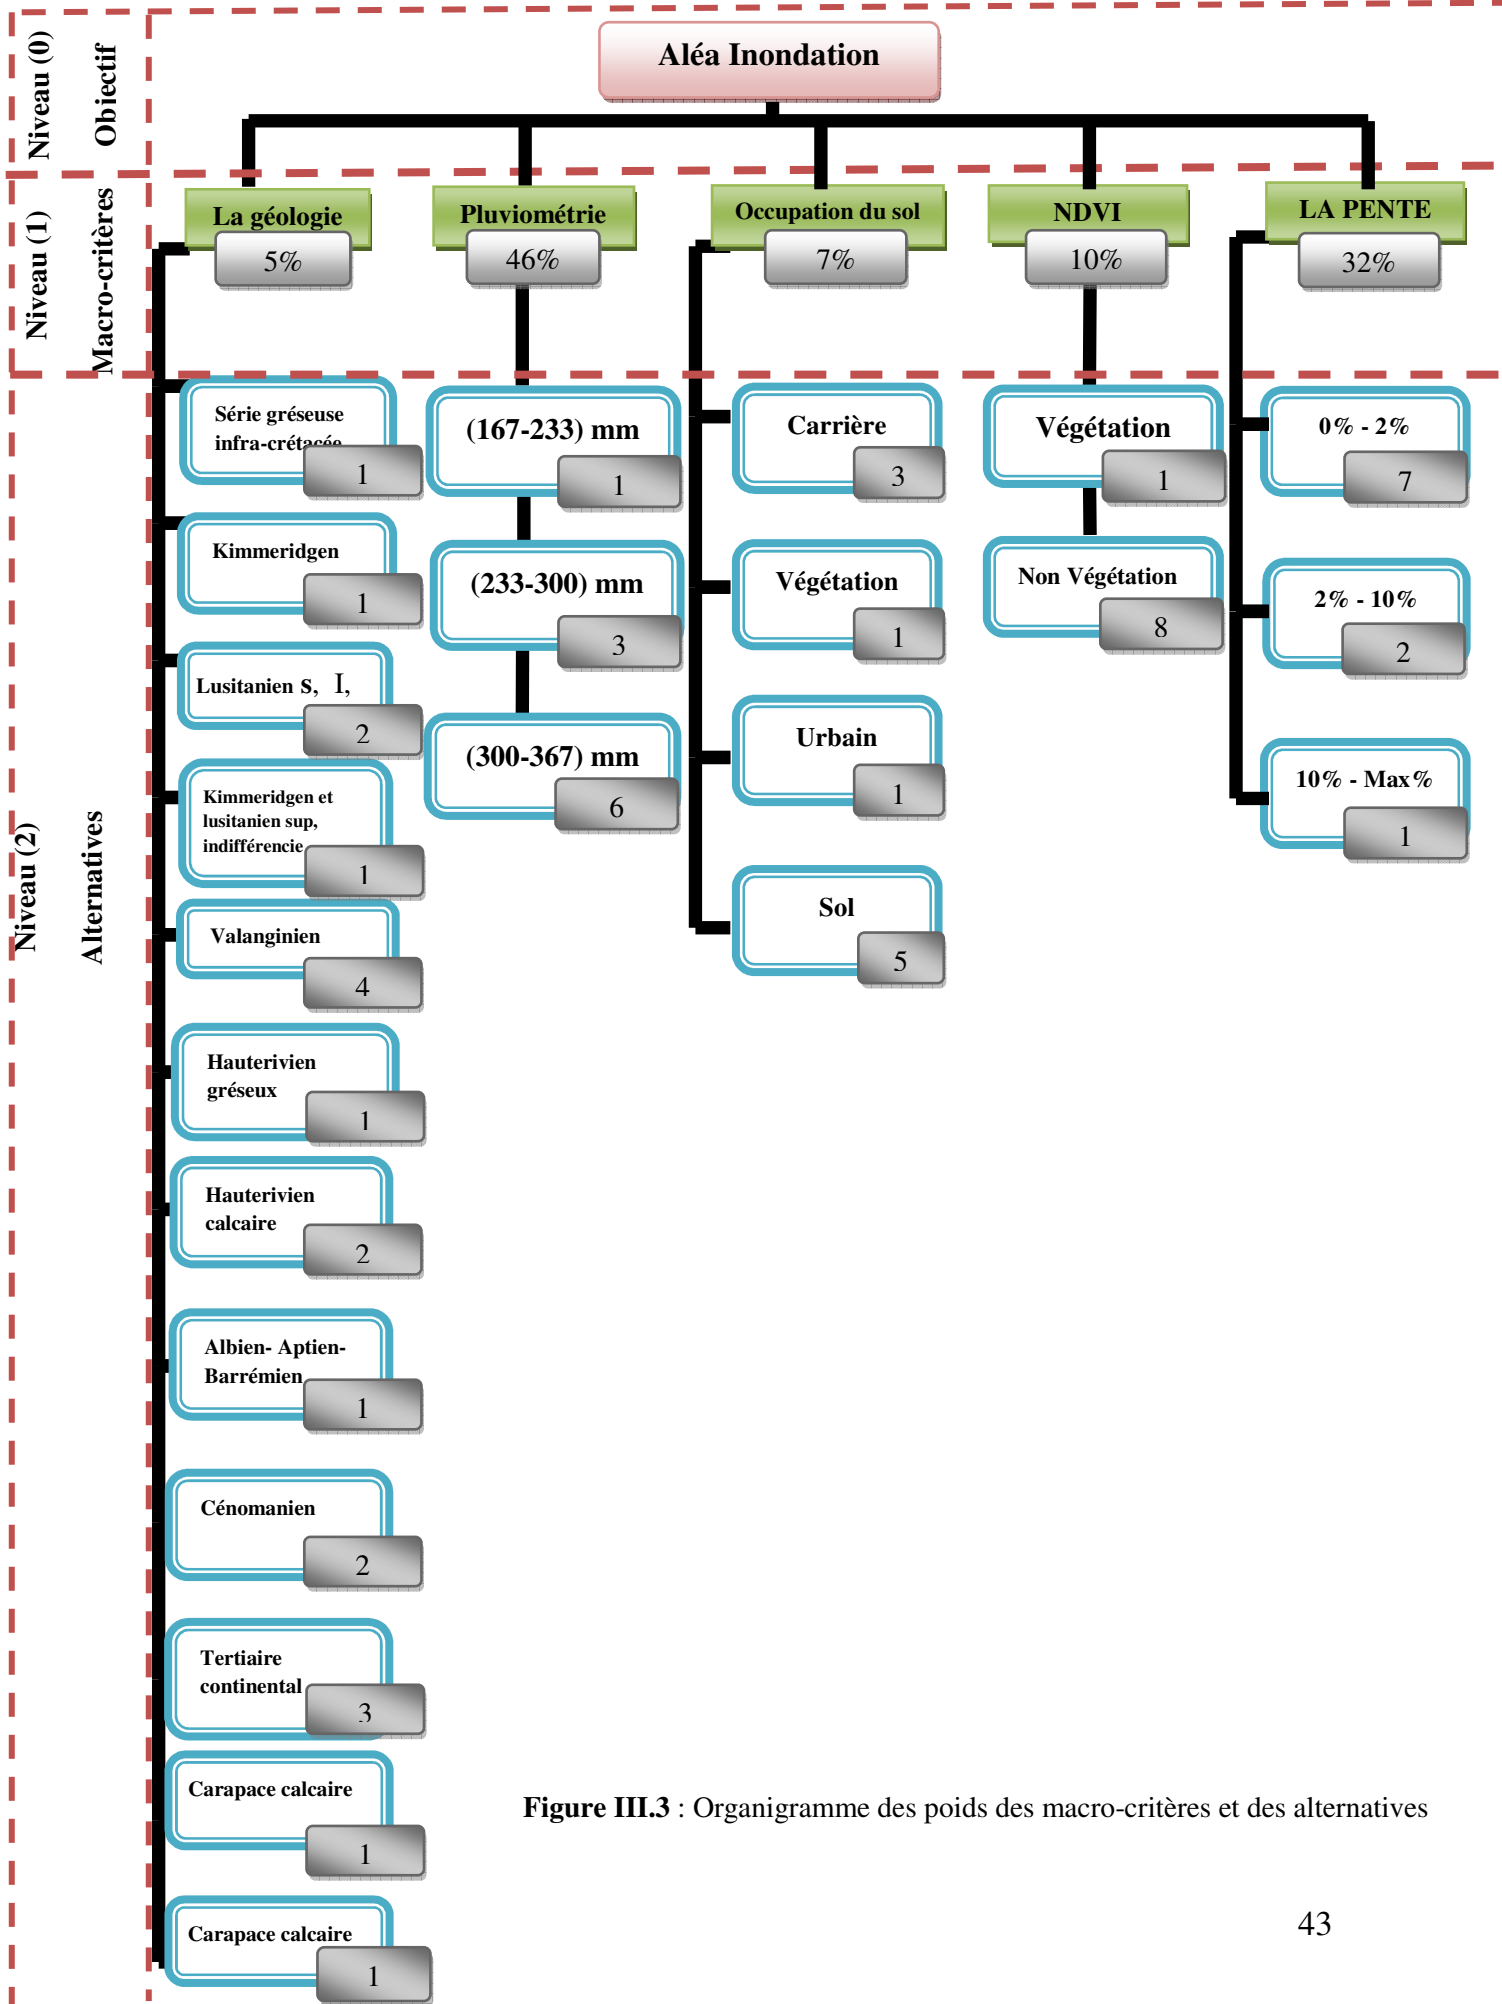 Niveau (0)
Objectif
Aléa Inondation
Niveau (1)
Macro-critères
La géologie
5%
Pluviométrie
46%
Occupation du sol
7%
NDVI
10%
LA PENTE
32%
Niveau (2)
Alternatives
Série gréseuse
infra-crétacée
1
Kimmeridgen
1
Lusitanien s, I,
2
Kimmeridgen et
lusitanien sup,
indifférencie
1
Valanginien
4
Hauterivien
gréseux
1
Hauterivien
calcaire
2
Albien- Aptien-
Barrémien
1
Cénomanien
2
Tertiaire
continental
3
Carapace calcaire
1
Carapace calcaire
1
(167-233) mm
1
(233-300) mm
3
(300-367) mm
6
Carrière
3
Végétation
1
Urbain
1
Sol
5
Végétation
1
Non Végétation
8
0% - 2%
7
2% - 10%
2
10% - Max%
1
Figure III.3 : Organigramme des poids des macro-critères et des alternatives
43